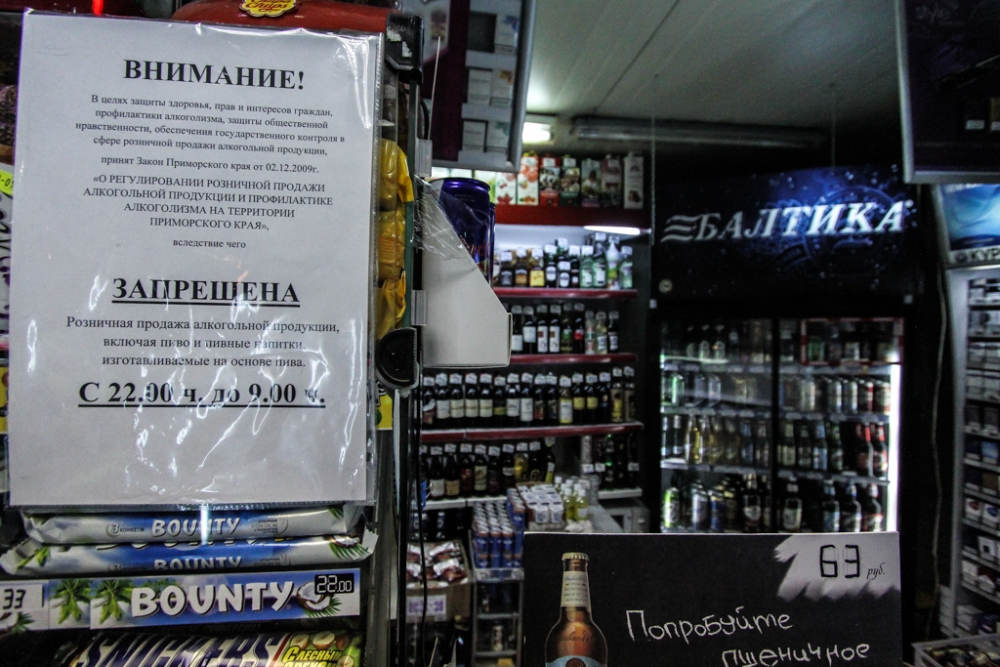 ВНИМАНИЕ!
В целях защиты здоровья, прав и интересов граждан,
профилактики алкоголизма, защиты общественной
нравственности, обеспечения государственного контроля в
сфере розничной продажи алкогольной продукции,
принят Закон Приморского края от 02.12.2009г.
«О РЕГУЛИРОВАНИИ РОЗНИЧНОЙ ПРОДАЖИ
АЛКОГОЛЬНОЙ ПРОДУКЦИИ И ПРОФИЛАКТИКЕ
АЛКОГОЛИЗМА НА ТЕРРИТОРИИ
ПРИМОРСКОГО КРАЯ»,
вследствие чего
ЗАПРЕЩЕНА
Розничная продажа алкогольной продукции,
включая пиво и пивные напитки,
изготавливаемые на основе пива.
С 22.00 ч. до 9.00 ч.
БАЛТИКА
BOUNTY
BOUNTY
33
BOUNTY
22.00
SNICKERS
63 руб.
Попробуйте
пшеничное